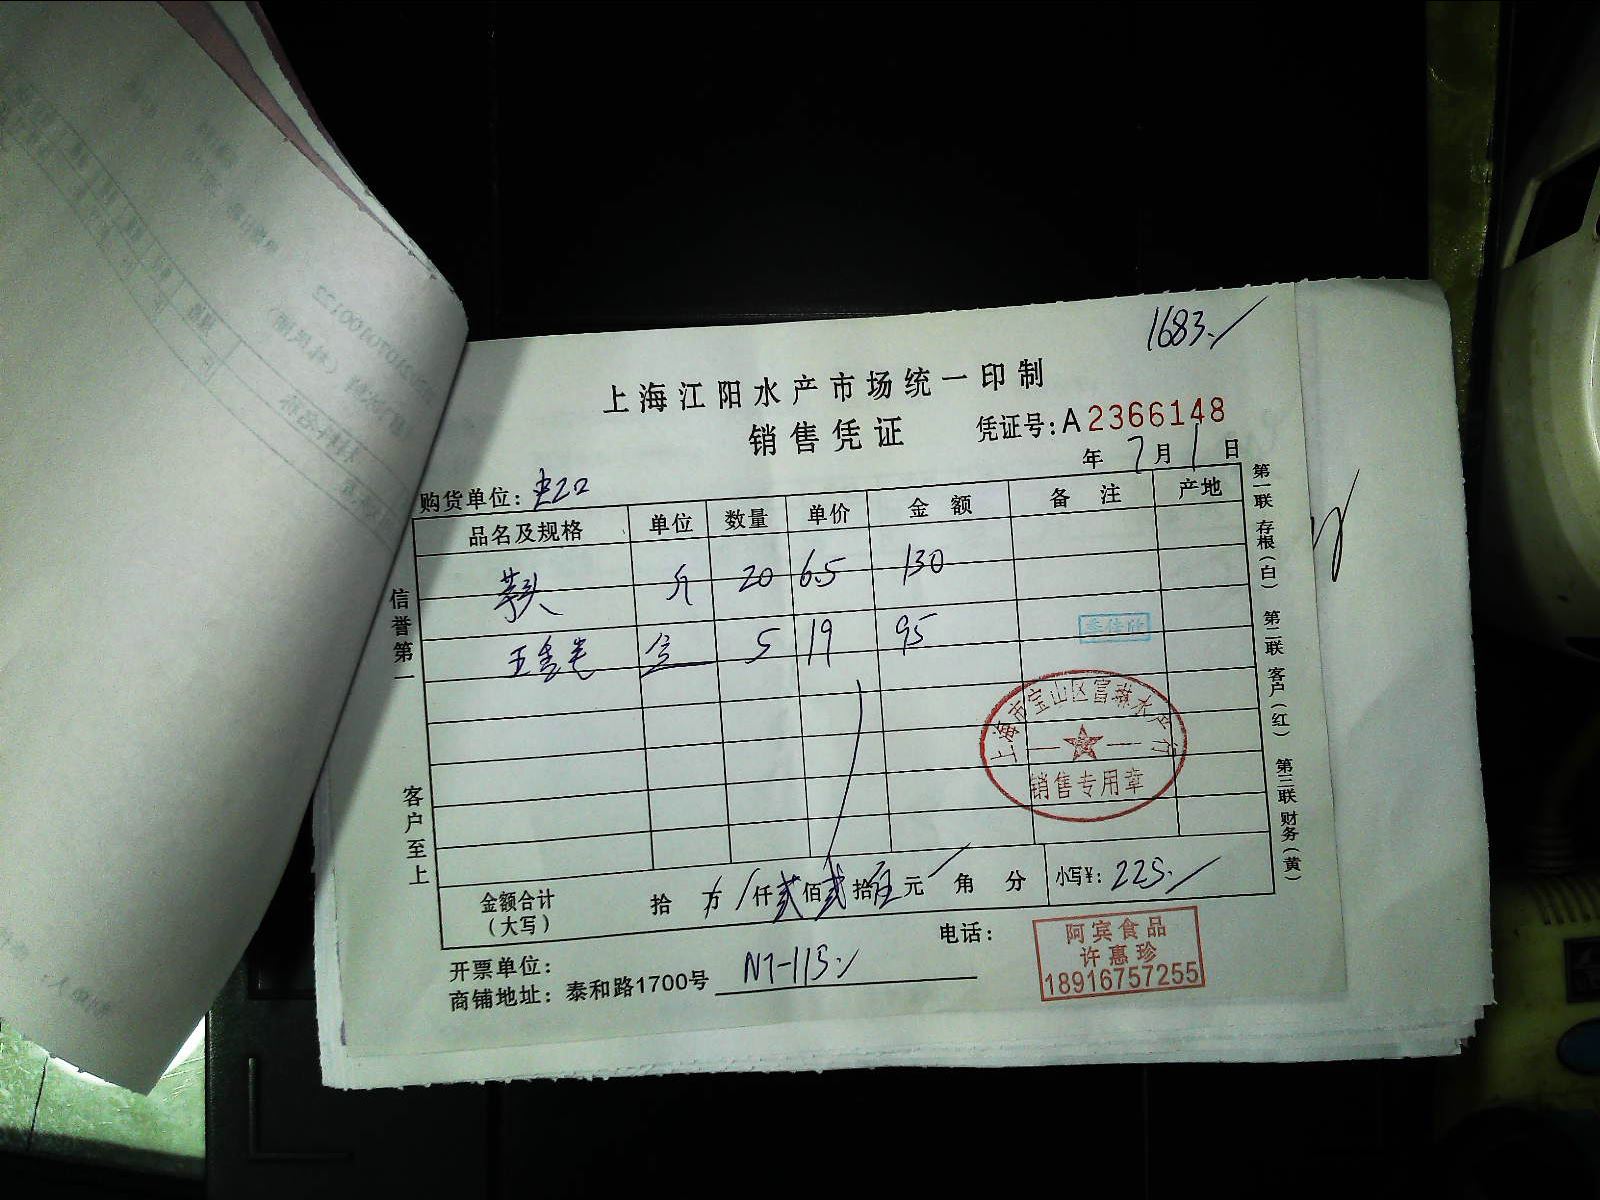 1683.
上海江阳水产市场统一印制
销售凭证
凭证号:A2366148
年 7 月 1 日
购货单位:
品名及规格 单位 数量 单价 金额 备注 产地
斤 20 6.5 130
5 19 95
李佳欣
上海市宝山区富林水产行
销售专用章
金额合计 拾 万 仟 贰 佰 贰 拾 伍 元 角 分 小写¥: 225.
(大写)
开票单位: 电话:
商铺地址: 泰和路1700号 N7-115.
阿宾食品
许惠珍
18916757255
信誉第一
客户至上
第一联 存根(白) 第二联 客户(红) 第三联 财务(黄)